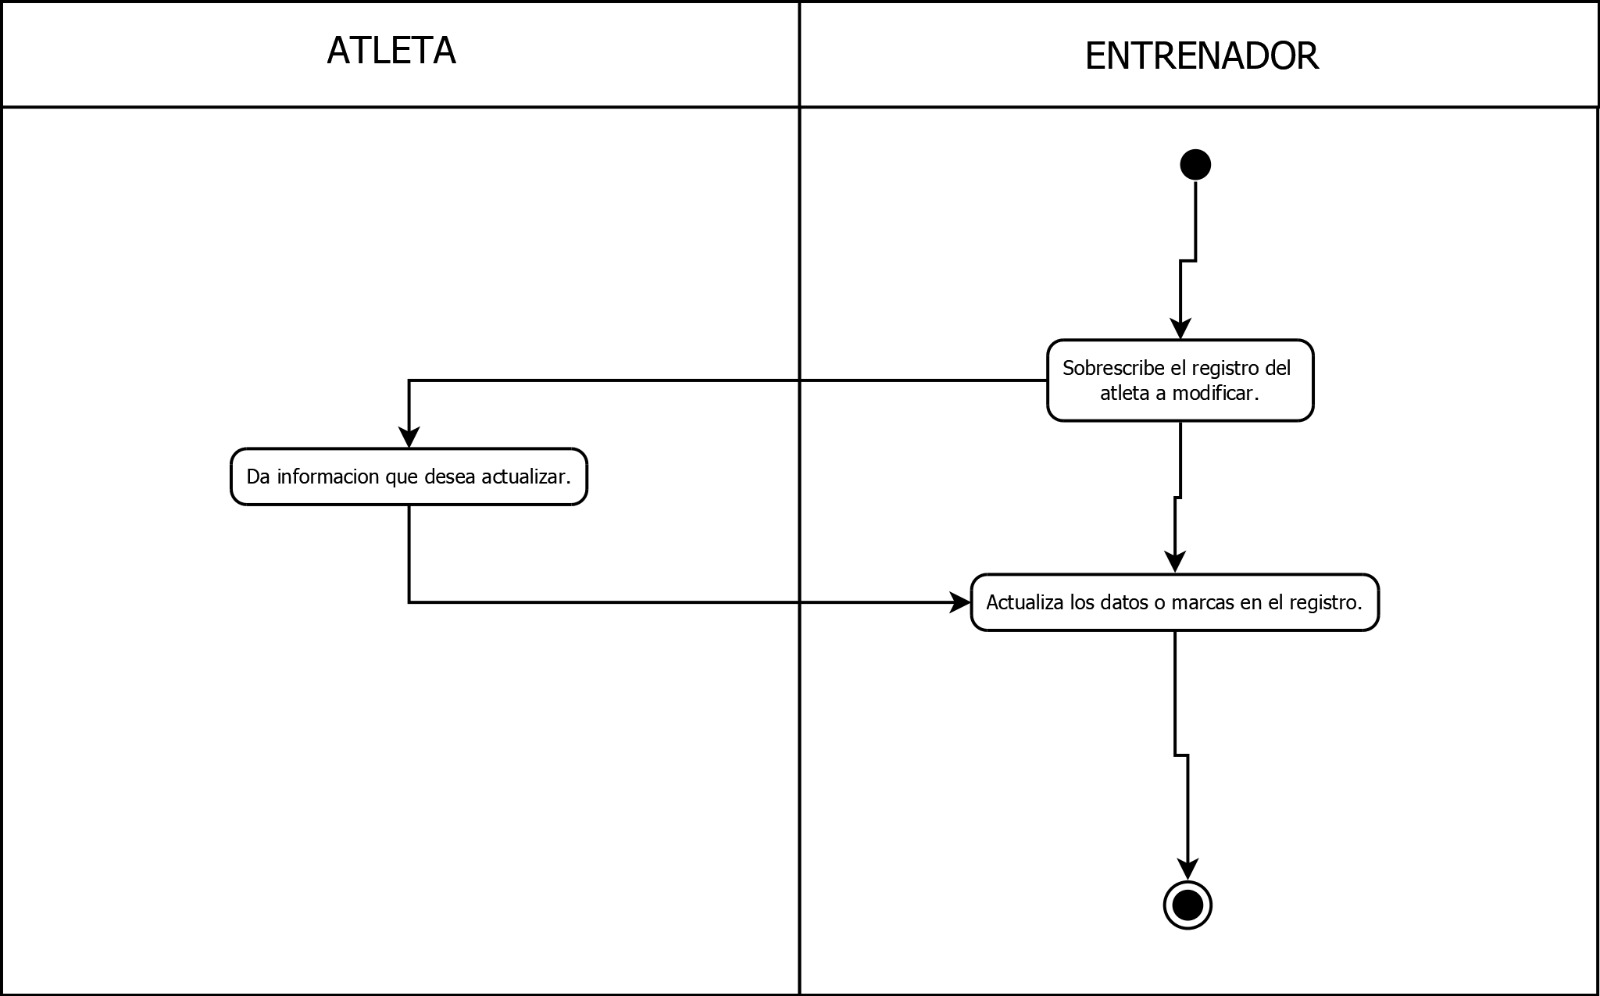 ATLETA
ENTRENADOR
Sobrescribe el registro del
atleta a modificar.
Da informacion que desea actualizar.
Actualiza los datos o marcas en el registro.